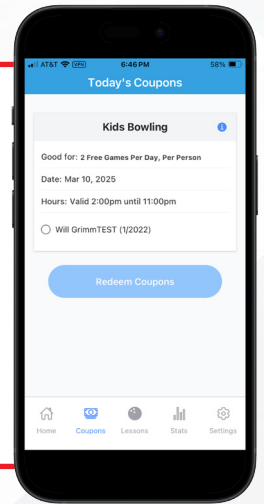 AT&T VPN 6:46 PM 58%
Today's Coupons
Kids Bowling
Good for: 2 Free Games Per Day, Per Person
Date: Mar 10, 2025
Hours: Valid 2:00pm until 11:00pm
Will GrimmTEST (1/2022)
Redeem Coupons
Home Coupons Lessons Stats Settings